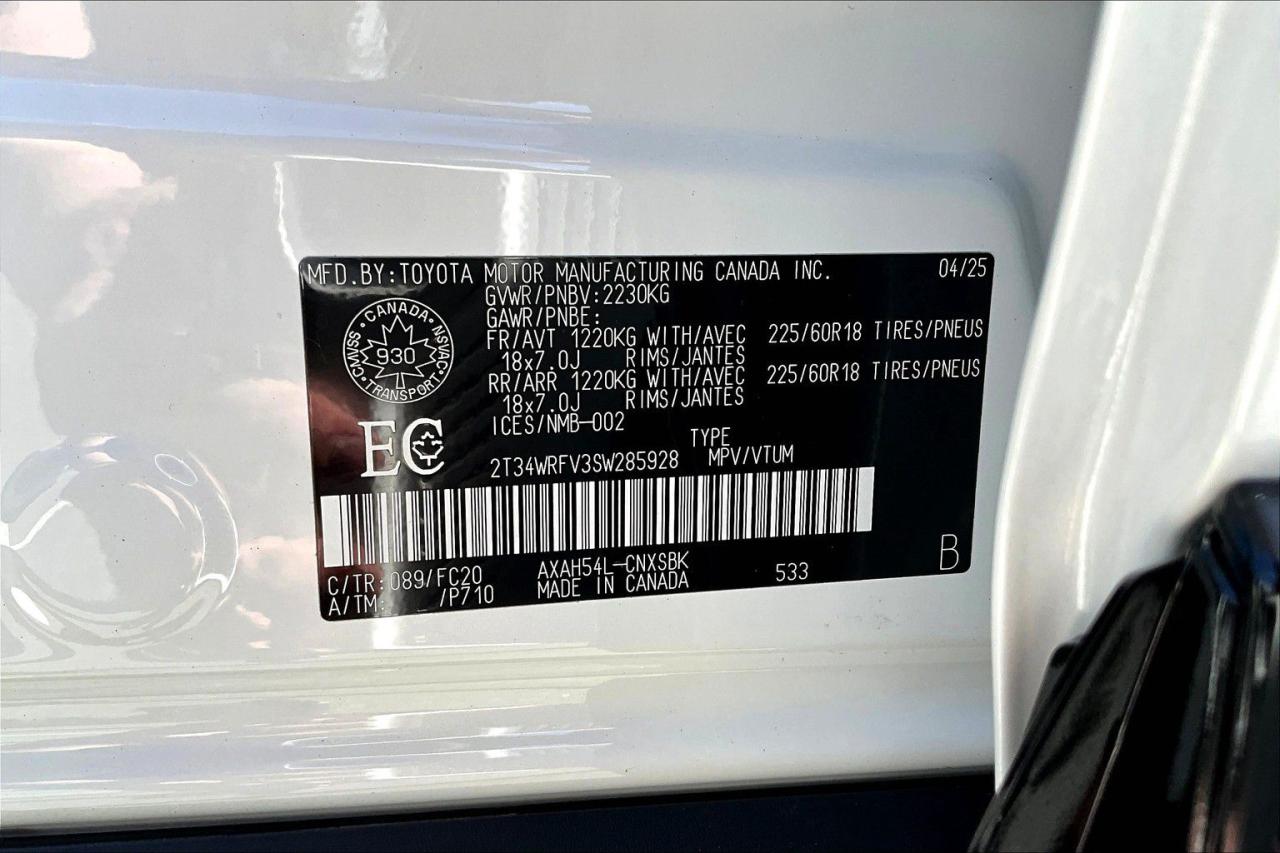 MFD.BY:TOYOTA MOTOR MANUFACTURING CANADA INC. 04/25
GVWR/PNBV:2230KG
GAWR/PNBE:
FR/AVT 1220KG WITH/AVEC 225/60R18 TIRES/PNEUS
18x7.0J RIMS/JANTES
RR/ARR 1220KG WITH/AVEC 225/60R18 TIRES/PNEUS
18x7.0J RIMS/JANTES
ICES/NMB-002
CANADA · NSVAC · TRANSPORT · CMVSS ·
930
EC
TYPE
2T34WRFV3SW285928 MPV/VTUM
C/TR:089/FC20 AXAH54L-CNXSBK 533 B
A/TM: /P710 MADE IN CANADA